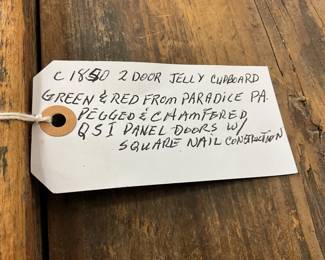 C 1850 2 DOOR JELLY CUPBOARD
GREEN & RED FROM PARADICE PA.
PEGGED & CHAMFERED
QSI PANEL DOORS W/
SQUARE NAIL CONSTRUCTION